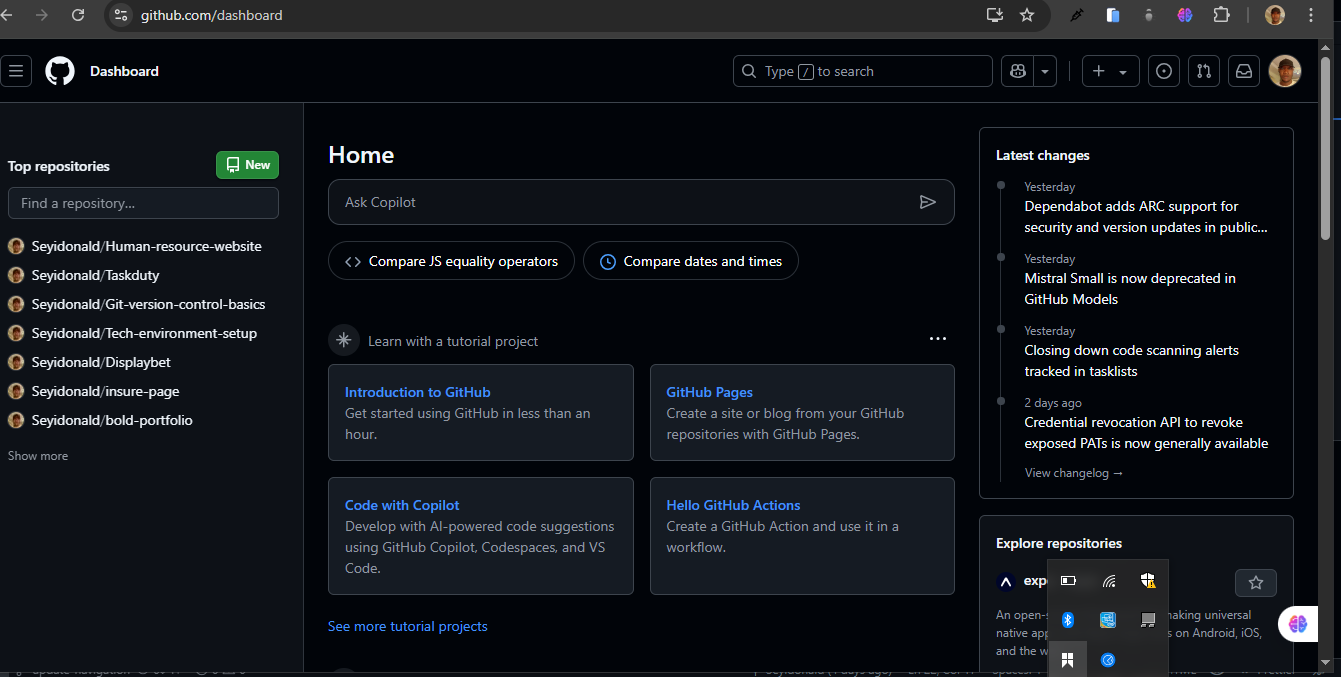 github.com/dashboard
Dashboard
Type / to search
Top repositories
New
Find a repository...
Seyidonald/Human-resource-website
Seyidonald/Taskduty
Seyidonald/Git-version-control-basics
Seyidonald/Tech-environment-setup
Seyidonald/Displaybet
Seyidonald/insure-page
Seyidonald/bold-portfolio
Show more
Home
Ask Copilot
Compare JS equality operators
Compare dates and times
Learn with a tutorial project
Introduction to GitHub
Get started using GitHub in less than an
hour.
GitHub Pages
Create a site or blog from your GitHub
repositories with GitHub Pages.
Code with Copilot
Develop with AI-powered code suggestions
using GitHub Copilot, Codespaces, and VS
Code.
Hello GitHub Actions
Create a GitHub Action and use it in a
workflow.
See more tutorial projects
Latest changes
Yesterday
Dependabot adds ARC support for
security and version updates in public...
Yesterday
Mistral Small is now deprecated in
GitHub Models
Yesterday
Closing down code scanning alerts
tracked in tasklists
2 days ago
Credential revocation API to revoke
exposed PATs is now generally available
View changelog →
Explore repositories
An
universal
native
s on Android, iOS,
and the